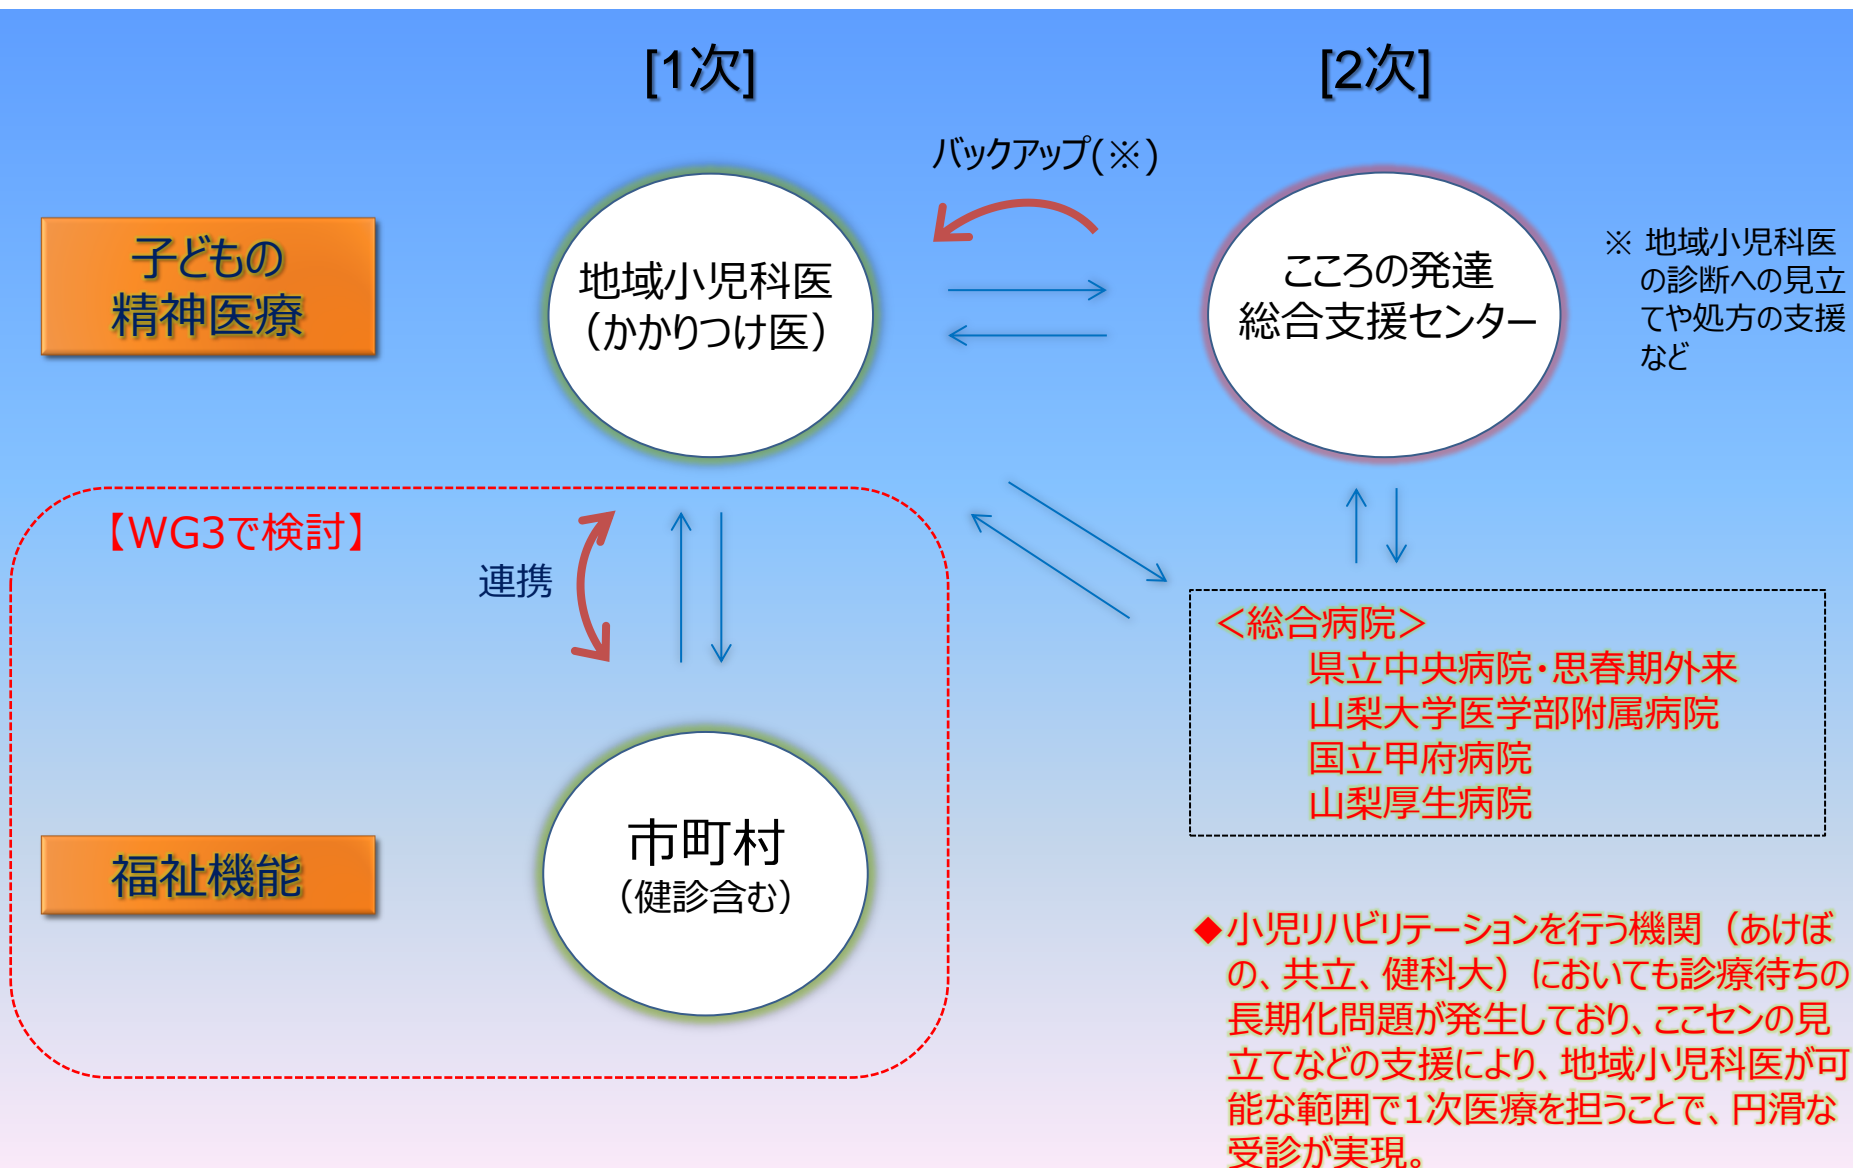 [1次]
[2次]
バックアップ(※)
子どもの
精神医療
地域小児科医
（かかりつけ医）
こころの発達
総合支援センター
※ 地域小児科医
の診断への見立
てや処方の支援
など
【WG3で検討】
連携
＜総合病院＞
県立中央病院・思春期外来
山梨大学医学部附属病院
国立甲府病院
山梨厚生病院
福祉機能
市町村
（健診含む）
◆小児リハビリテーションを行う機関（あけぼ
の、共立、健科大）においても診療待ちの
長期化問題が発生しており、ここセンの見
立てなどの支援により、地域小児科医が可
能な範囲で1次医療を担うことで、円滑な
受診が実現。